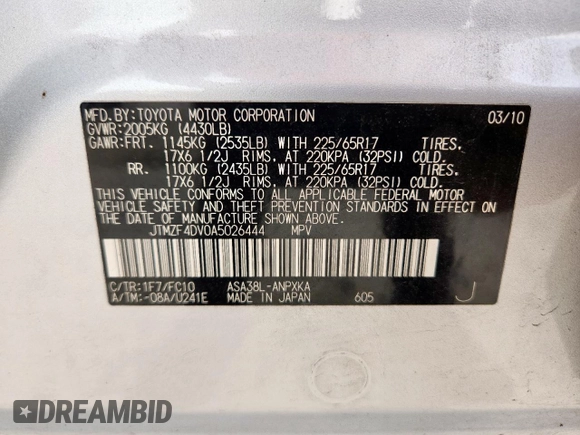 MFD.BY:TOYOTA MOTOR CORPORATION 03/10
GVWR:2005KG (4430LB)
GAWR:FRT. 1145KG (2535LB) WITH 225/65R17 TIRES.
17X6 1/2J RIMS, AT 220KPA (32PSI) COLD.
RR. 1100KG (2435LB) WITH 225/65R17 TIRES.
17X6 1/2J RIMS, AT 220KPA (32PSI) COLD.
THIS VEHICLE CONFORMS TO ALL APPLICABLE FEDERAL MOTOR
VEHICLE SAFETY AND THEFT PREVENTION STANDARDS IN EFFECT
ON THE DATE OF MANUFACTURE SHOWN ABOVE.
JTMZF4DV0A5026444 MPV
C/TR:1F7/FC10 ASA38L-ANPXKA
A/TM:-08A/U241E MADE IN JAPAN 605 J
DREAMBID